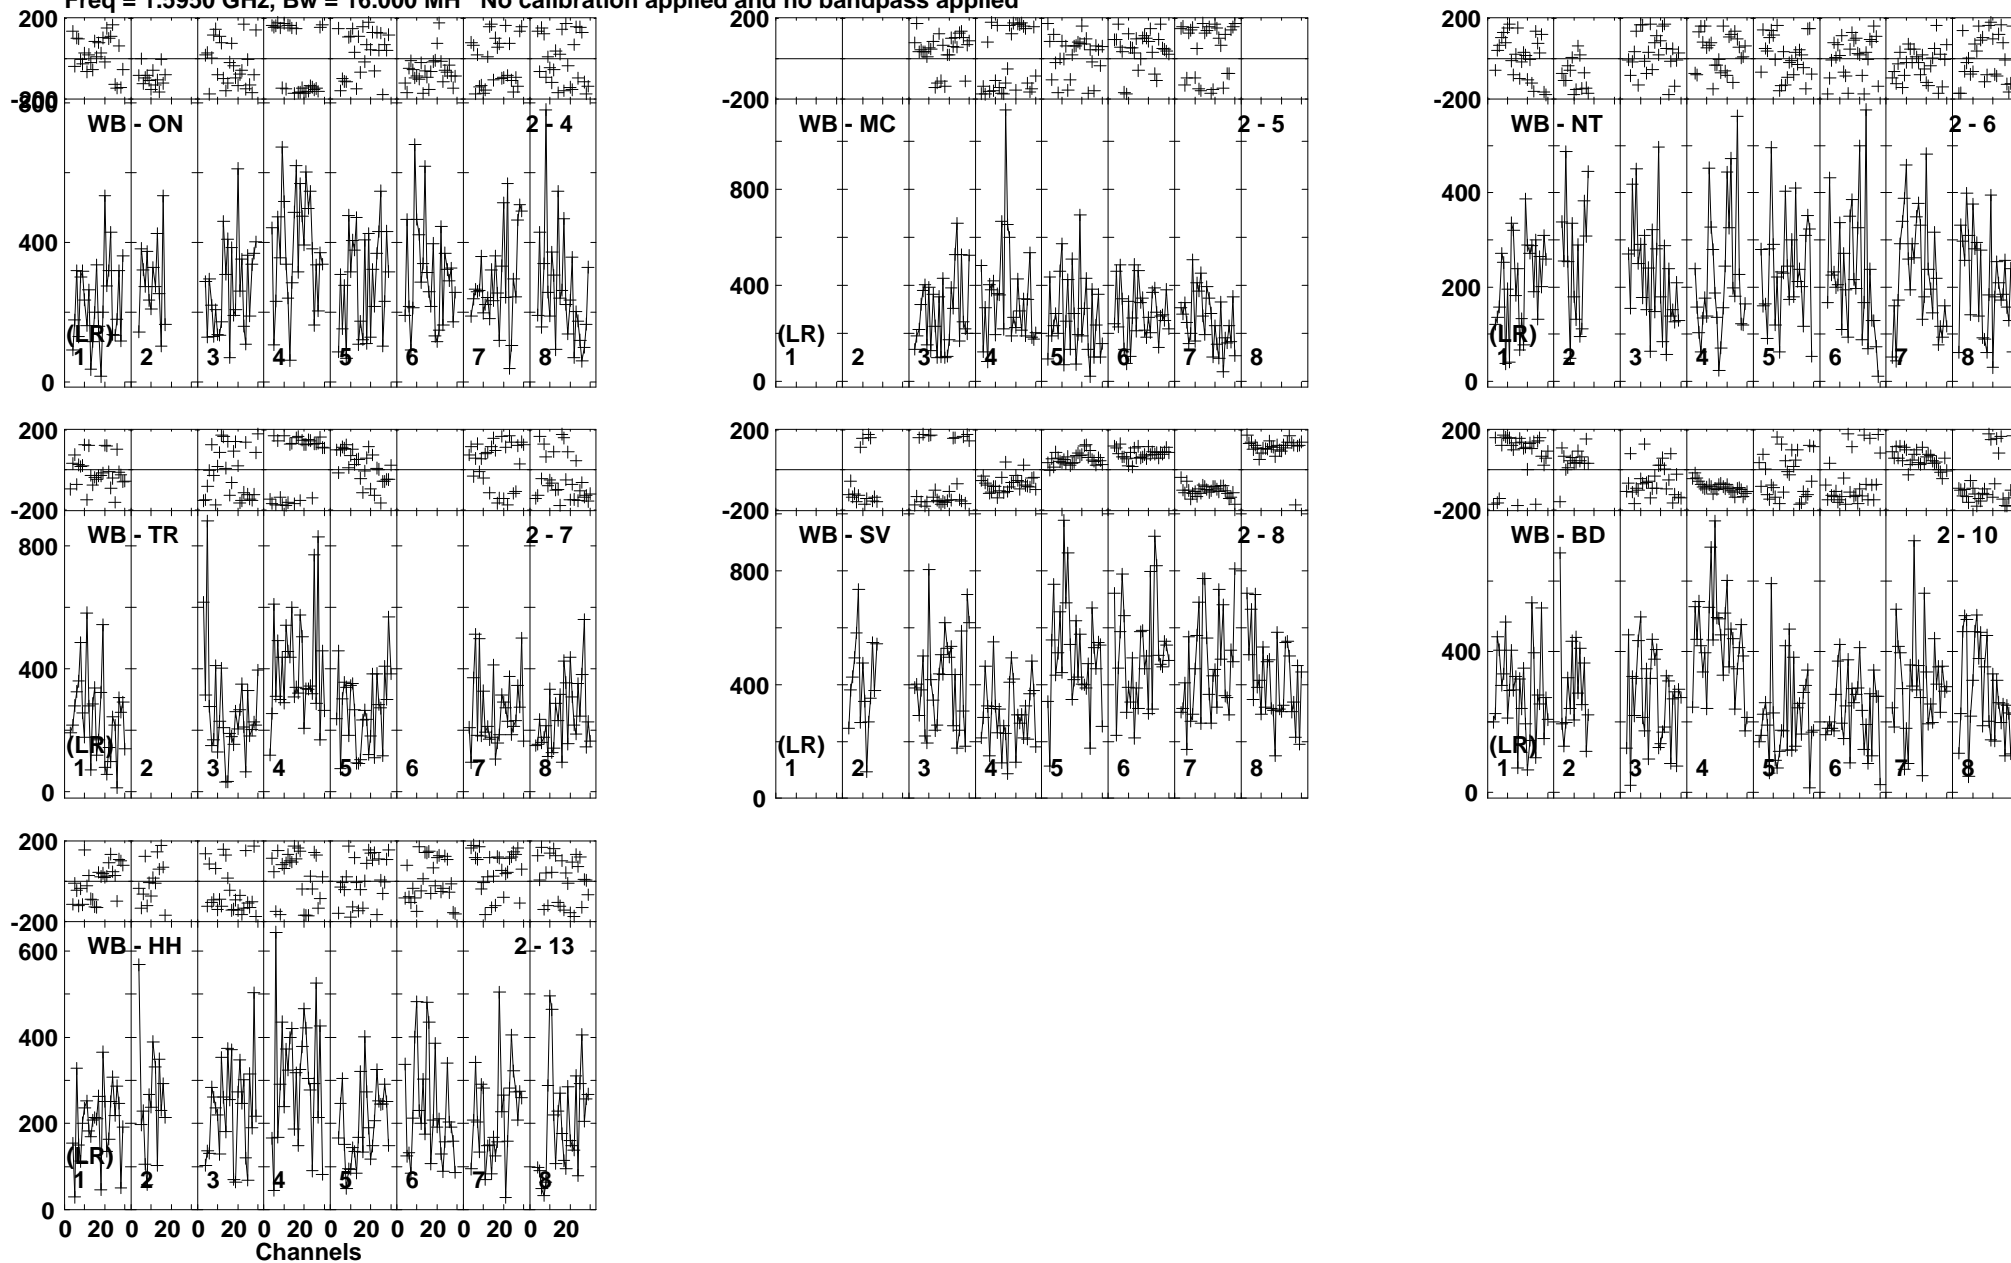 Freq = 1.5950 GHz, Bw = 16.000 MH No calibration applied and no bandpass applied
200
-200
800
400
0
WB - ON 2 - 4
(LR)
1 2 3 4 5 6 7 8
200
-200
800
400
0
WB - MC 2 - 5
(LR)
1 2 3 4 5 6 7 8
200
-200
400
200
0
WB - NT 2 - 6
(LR)
1 2 3 4 5 6 7 8
200
-200
800
400
0
WB - TR 2 - 7
(LR)
1 2 3 4 5 6 7 8
200
-200
800
400
0
WB - SV 2 - 8
(LR)
1 2 3 4 5 6 7 8
200
-200
400
0
WB - BD 2 - 10
(LR)
1 2 3 4 5 6 7 8
200
-200
600
400
200
0
WB - HH 2 - 13
(LR)
1 2 3 4 5 6 7 8
0 20 0 20 0 20 0 20 0 20 0 20 0 20 0 20
Channels